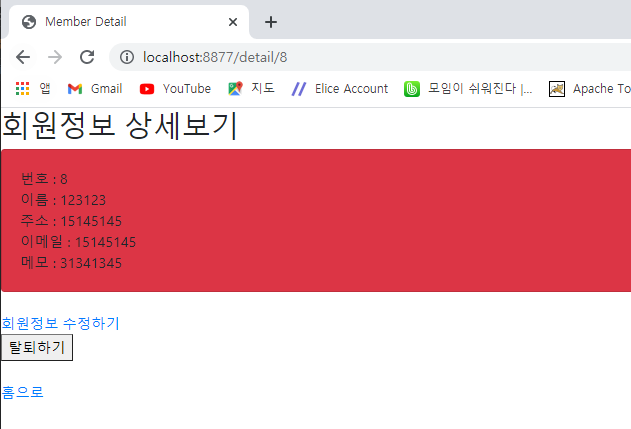 Member Detail
localhost:8877/detail/8
앱 Gmail YouTube 지도 Elice Account 모임이 쉬워진다 |... Apache To
회원정보 상세보기
번호 : 8
이름 : 123123
주소 : 15145145
이메일 : 15145145
메모 : 31341345
회원정보 수정하기
탈퇴하기
홈으로